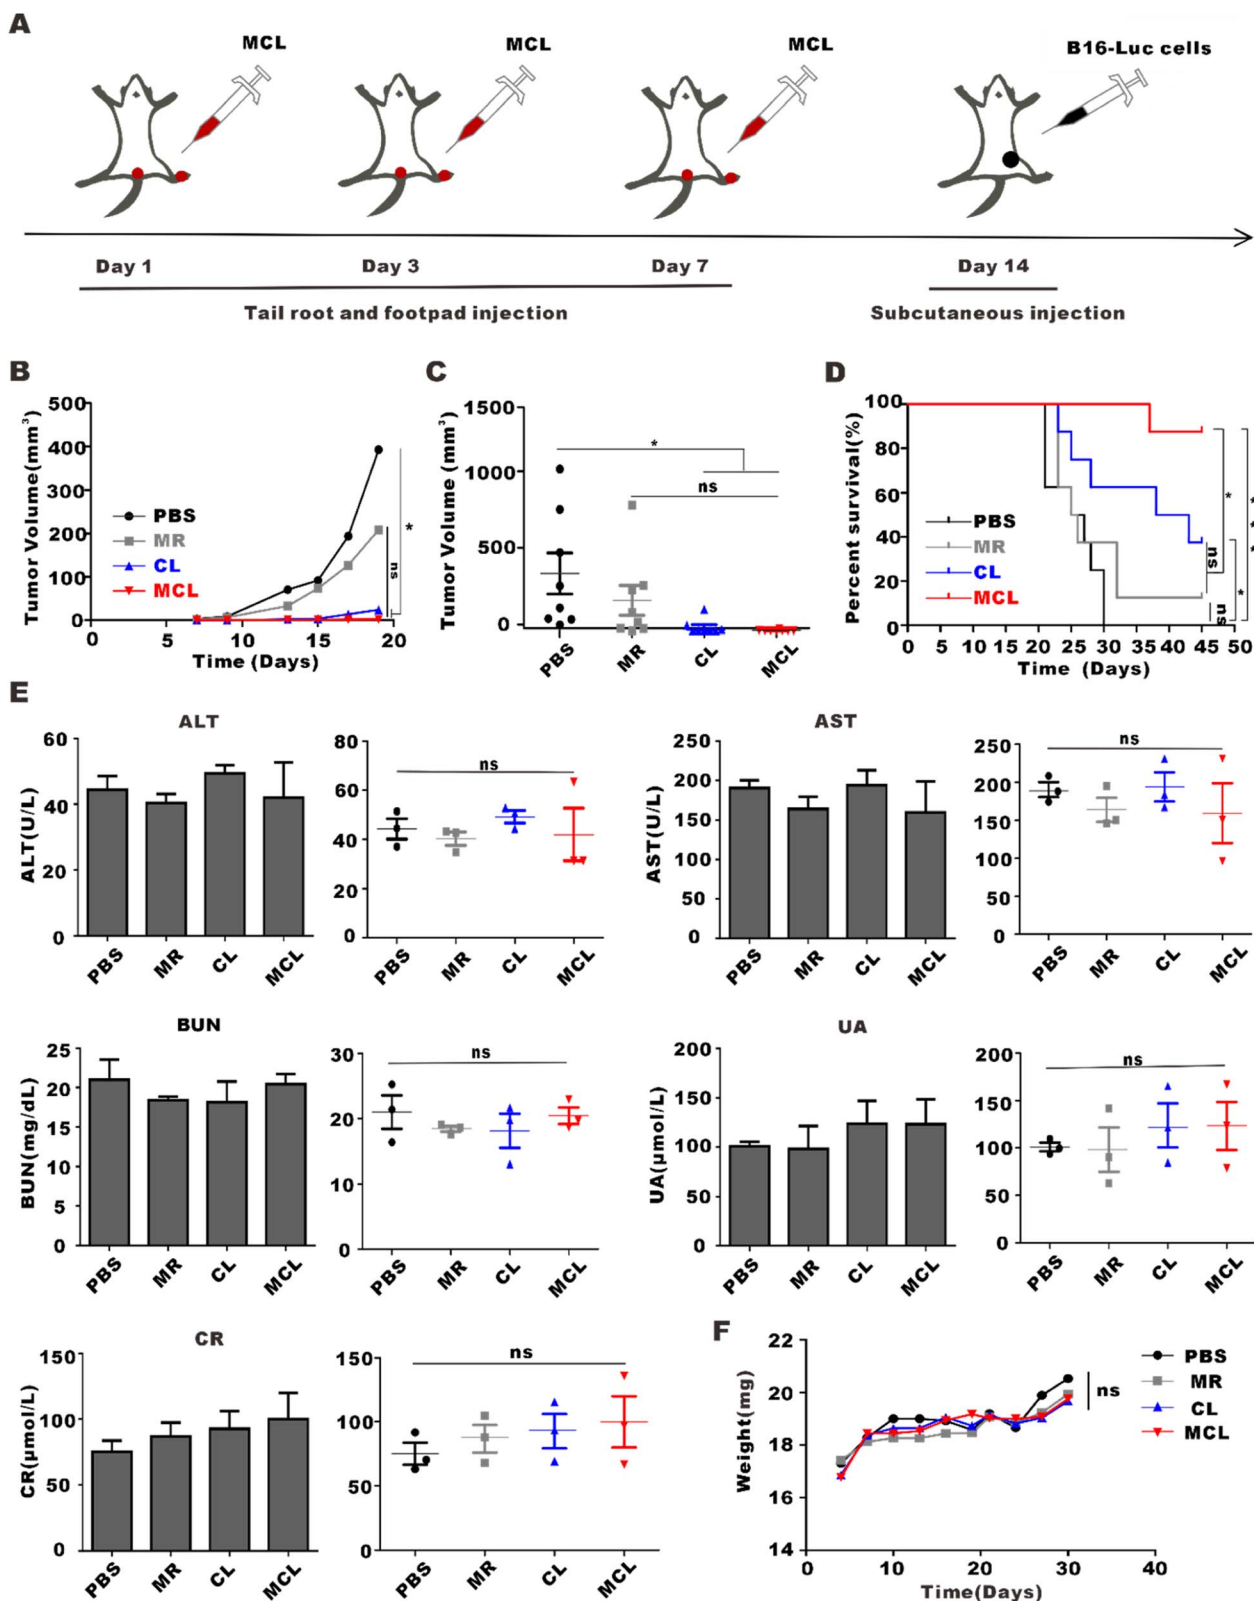 A
MCL
MCL
MCL
B16-Luc cells
Day 1
Day 3
Day 7
Day 14
Tail root and footpad injection
Subcutaneous injection
B
Tumor Volume(mm³)
500
400
300
200
100
0
0
5
10
15
20
Time (Days)
PBS
MR
CL
MCL
ns
*
C
Tumor Volume (mm³)
1500
1000
500
0
*
ns
PBS
MR
CL
MCL
D
Percent survival(%)
100
80
60
40
20
0
0
5
10
15
20
25
30
35
40
45
50
Time (Days)
PBS
MR
CL
MCL
*
ns
ns
*
*
*
*
E
ALT
ALT(U/L)
60
40
20
0
PBS
MR
CL
MCL
80
60
40
20
0
ns
PBS
MR
CL
MCL
AST
AST(U/L)
250
200
150
100
50
0
PBS
MR
CL
MCL
250
200
150
100
50
0
ns
PBS
MR
CL
MCL
BUN
BUN(mg/dL)
25
20
15
10
5
0
PBS
MR
CL
MCL
30
20
10
0
ns
PBS
MR
CL
MCL
UA
UA(μmol/L)
200
150
100
50
0
PBS
MR
CL
MCL
200
150
100
50
0
ns
PBS
MR
CL
MCL
CR
CR(μmol/L)
150
100
50
0
PBS
MR
CL
MCL
150
100
50
0
ns
PBS
MR
CL
MCL
F
Weight(mg)
22
20
18
16
14
0
10
20
30
40
Time(Days)
PBS
MR
CL
MCL
ns